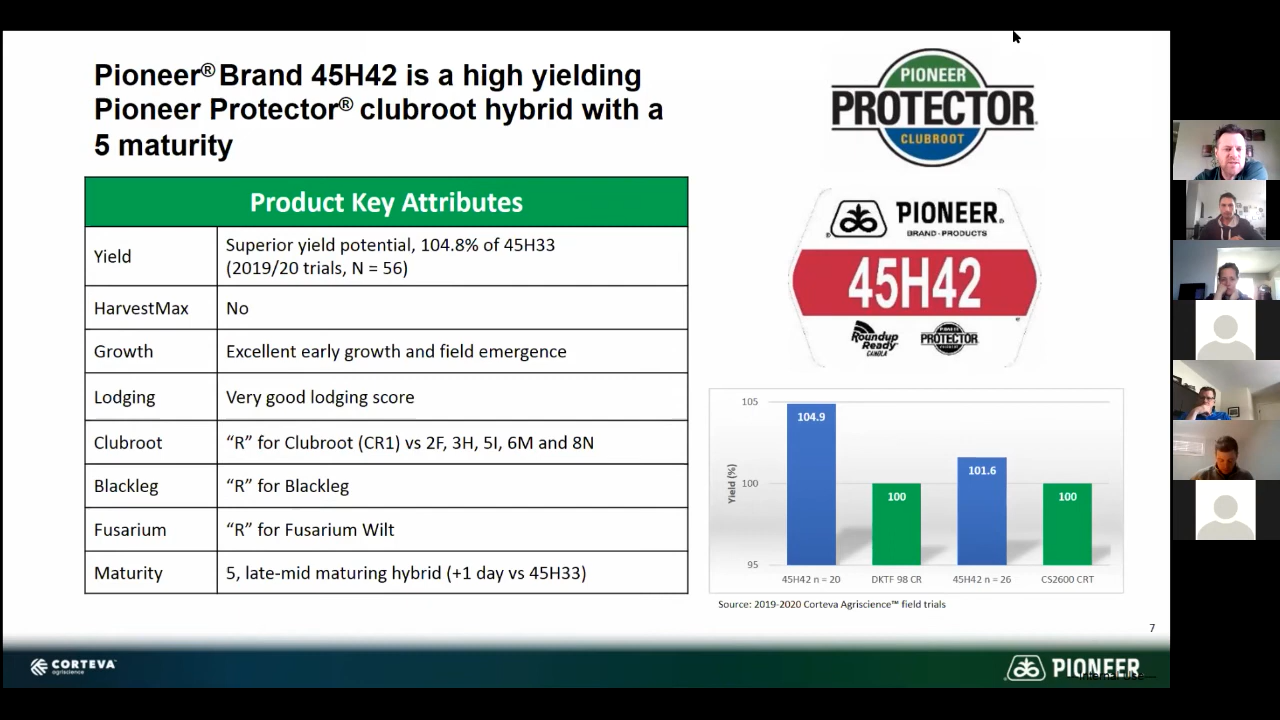 Pioneer® Brand 45H42 is a high yielding
Pioneer Protector® clubroot hybrid with a
5 maturity
Product Key Attributes
Yield
Superior yield potential, 104.8% of 45H33
(2019/20 trials, N = 56)
HarvestMax
No
Growth
Excellent early growth and field emergence
Lodging
Very good lodging score
Clubroot
“R” for Clubroot (CR1) vs 2F, 3H, 5I, 6M and 8N
Blackleg
“R” for Blackleg
Fusarium
“R” for Fusarium Wilt
Maturity
5, late-mid maturing hybrid (+1 day vs 45H33)
PIONEER
PROTECTOR®
CLUBROOT
PIONEER®
BRAND · PRODUCTS
45H42
Roundup
Ready
CANOLA
PIONEER
PROTECTOR
105
100
95
Yield (%)
104.9
100
101.6
100
45H42 n = 20
DKTF 98 CR
45H42 n = 26
CS2600 CRT
Source: 2019-2020 Corteva Agriscience™ field trials
7
CORTEVA™
agriscience
PIONEER
Internal Use